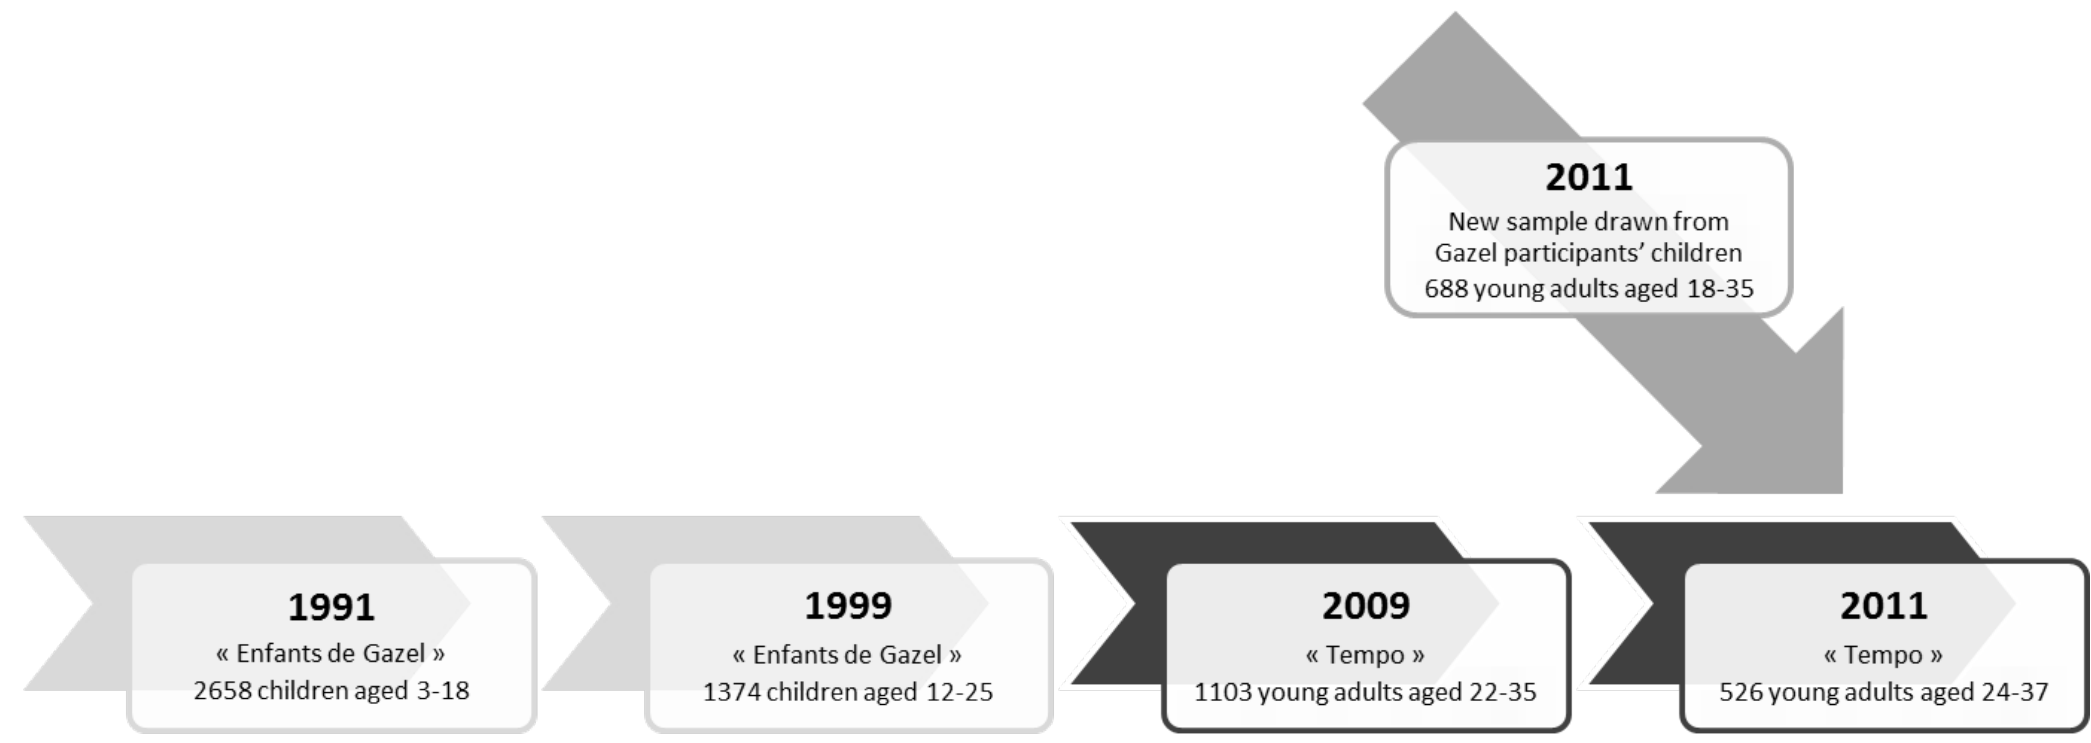 2011
New sample drawn from
Gazel participants’ children
688 young adults aged 18-35
1991
« Enfants de Gazel »
2658 children aged 3-18
1999
« Enfants de Gazel »
1374 children aged 12-25
2009
« Tempo »
1103 young adults aged 22-35
2011
« Tempo »
526 young adults aged 24-37